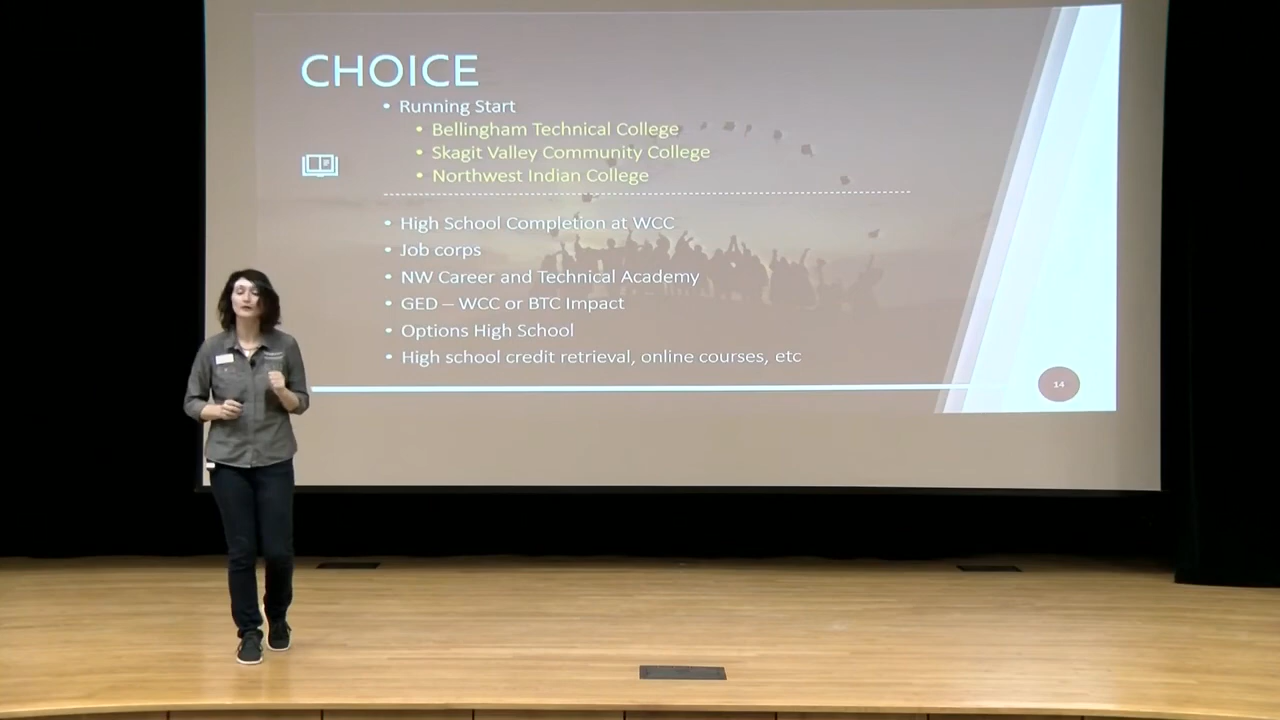 CHOICE
• Running Start
• Bellingham Technical College
• Skagit Valley Community College
• Northwest Indian College
• High School Completion at WCC
• Job corps
• NW Career and Technical Academy
• GED – WCC or BTC Impact
• Options High School
• High school credit retrieval, online courses, etc
14